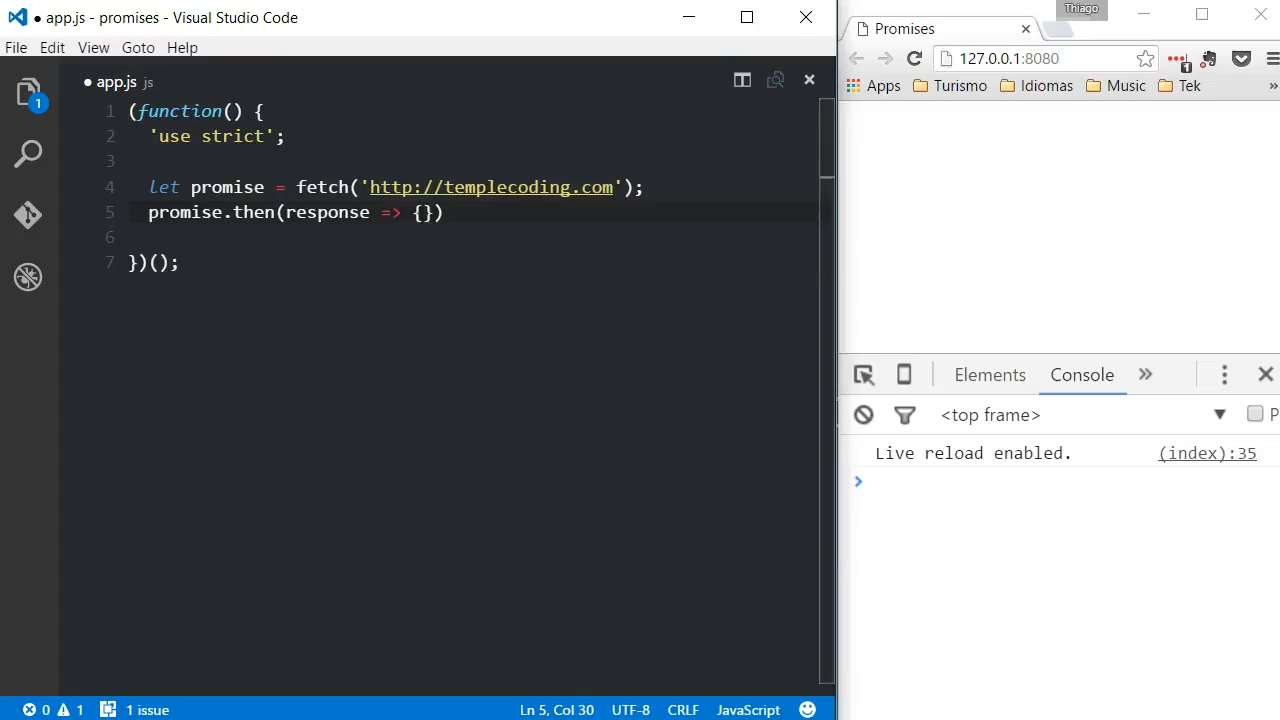 ● app.js - promises - Visual Studio Code
File Edit View Goto Help
● app.js js
1 (function() {
2 'use strict';
3
4 let promise = fetch('http://templecoding.com');
5 promise.then(response => {})
6
7 })();
1
0 1 1 issue
Ln 5, Col 30 UTF-8 CRLF JavaScript
Thiago
Promises
127.0.0.1:8080
1
Apps Turismo Idiomas Music Tek »
Elements Console »
<top frame> ▼ P
Live reload enabled. (index):35
>